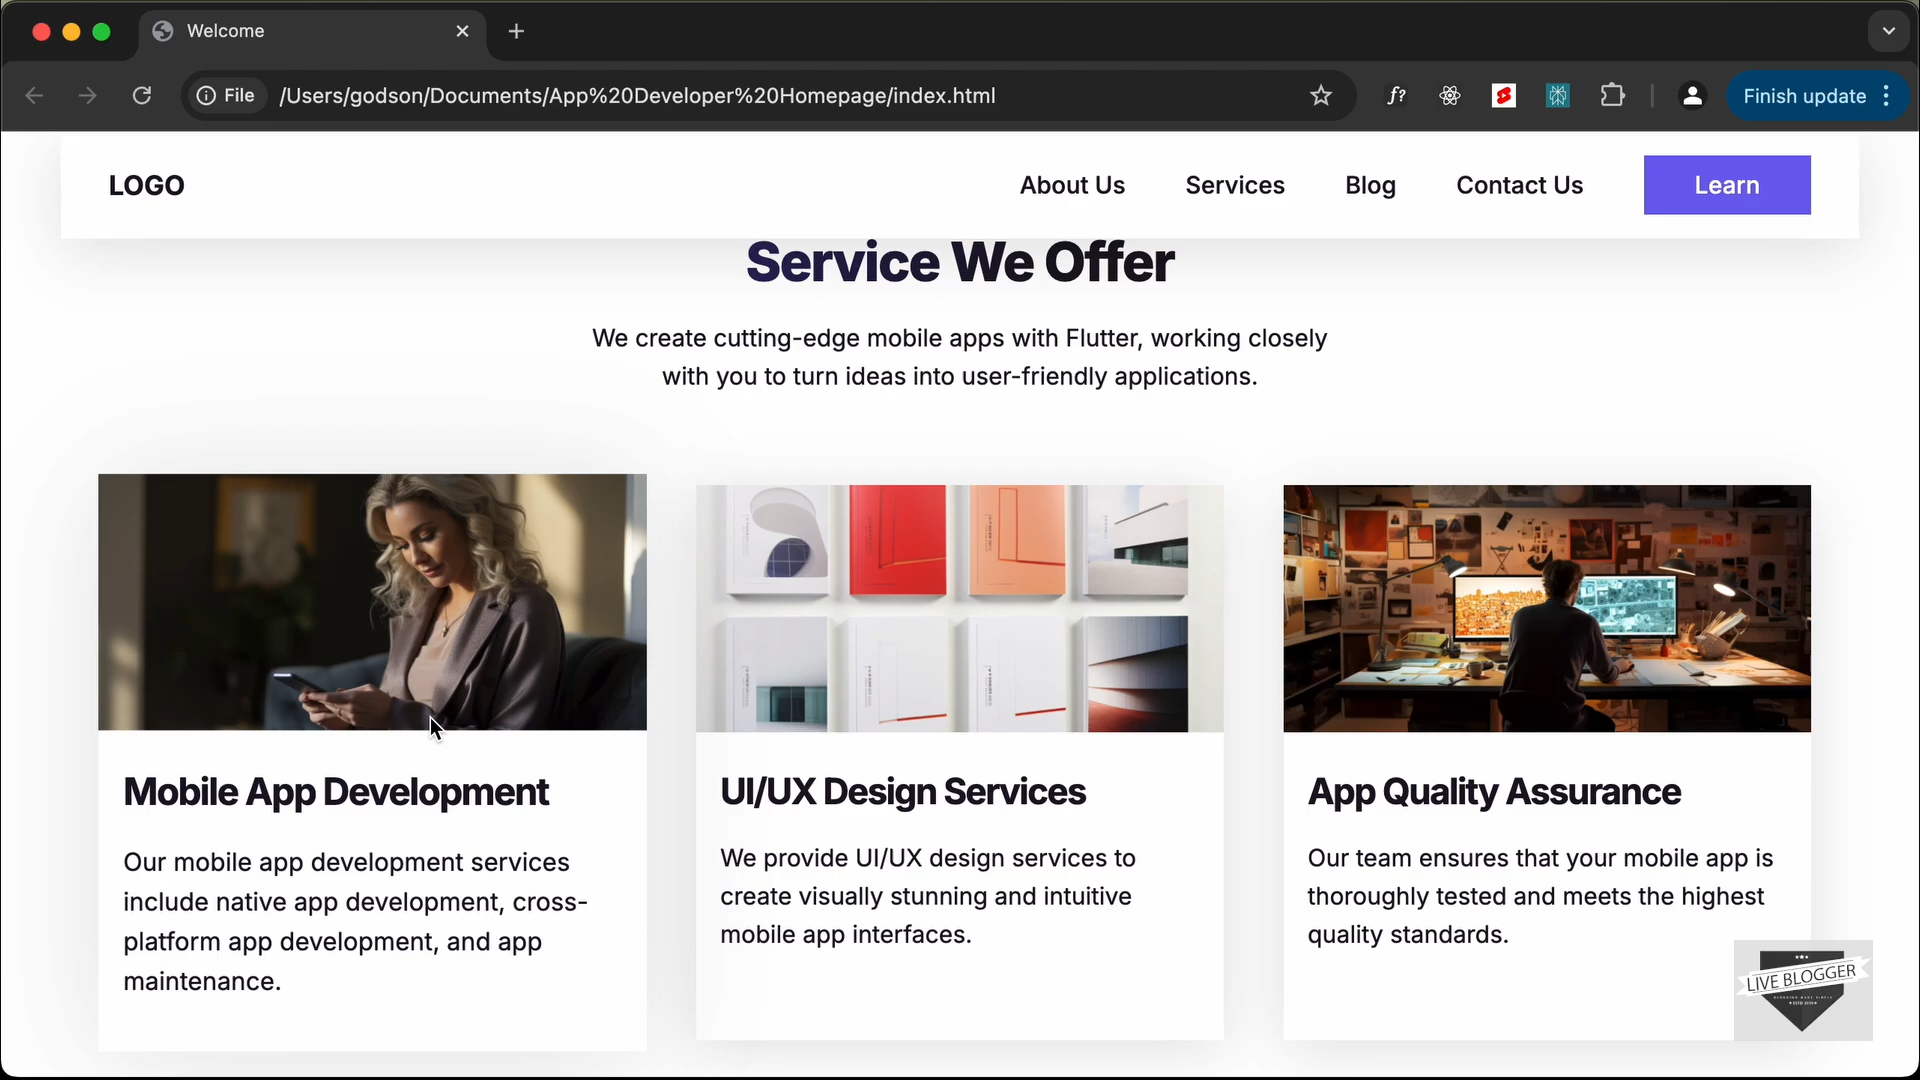 Welcome
File /Users/godson/Documents/App%20Developer%20Homepage/index.html
f?
Finish update
LOGO
About Us
Services
Blog
Contact Us
Learn
Service We Offer
We create cutting-edge mobile apps with Flutter, working closely
with you to turn ideas into user-friendly applications.
Mobile App Development
Our mobile app development services
include native app development, cross-
platform app development, and app
maintenance.
UI/UX Design Services
We provide UI/UX design services to
create visually stunning and intuitive
mobile app interfaces.
App Quality Assurance
Our team ensures that your mobile app is
thoroughly tested and meets the highest
quality standards.
LIVE BLOGGER